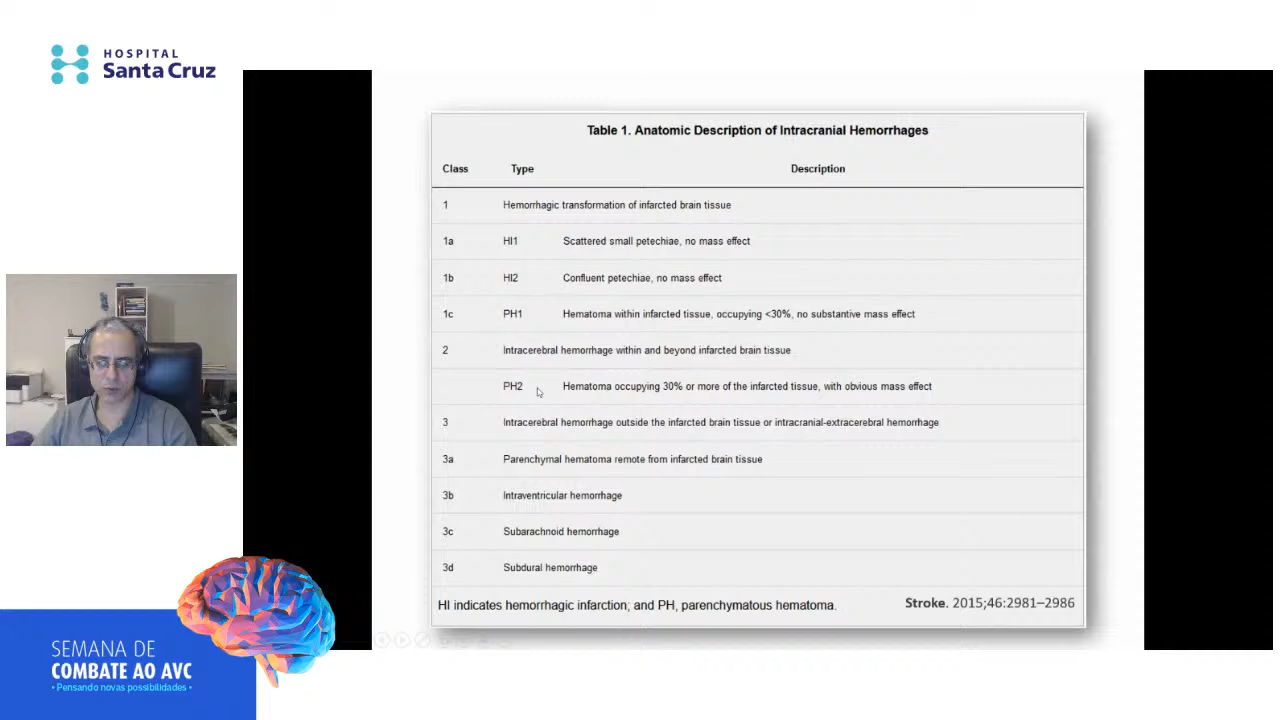 HOSPITAL
Santa Cruz
Table 1. Anatomic Description of Intracranial Hemorrhages
Class Type Description
1 Hemorrhagic transformation of infarcted brain tissue
1a HI1 Scattered small petechiae, no mass effect
1b HI2 Confluent petechiae, no mass effect
1c PH1 Hematoma within infarcted tissue, occupying <30%, no substantive mass effect
2 Intracerebral hemorrhage within and beyond infarcted brain tissue
PH2 Hematoma occupying 30% or more of the infarcted tissue, with obvious mass effect
3 Intracerebral hemorrhage outside the infarcted brain tissue or intracranial-extracerebral hemorrhage
3a Parenchymal hematoma remote from infarcted brain tissue
3b Intraventricular hemorrhage
3c Subarachnoid hemorrhage
3d Subdural hemorrhage
HI indicates hemorrhagic infarction; and PH, parenchymatous hematoma.
Stroke. 2015;46:2981–2986
SEMANA DE
COMBATE AO AVC
• Pensando novas possibilidades •